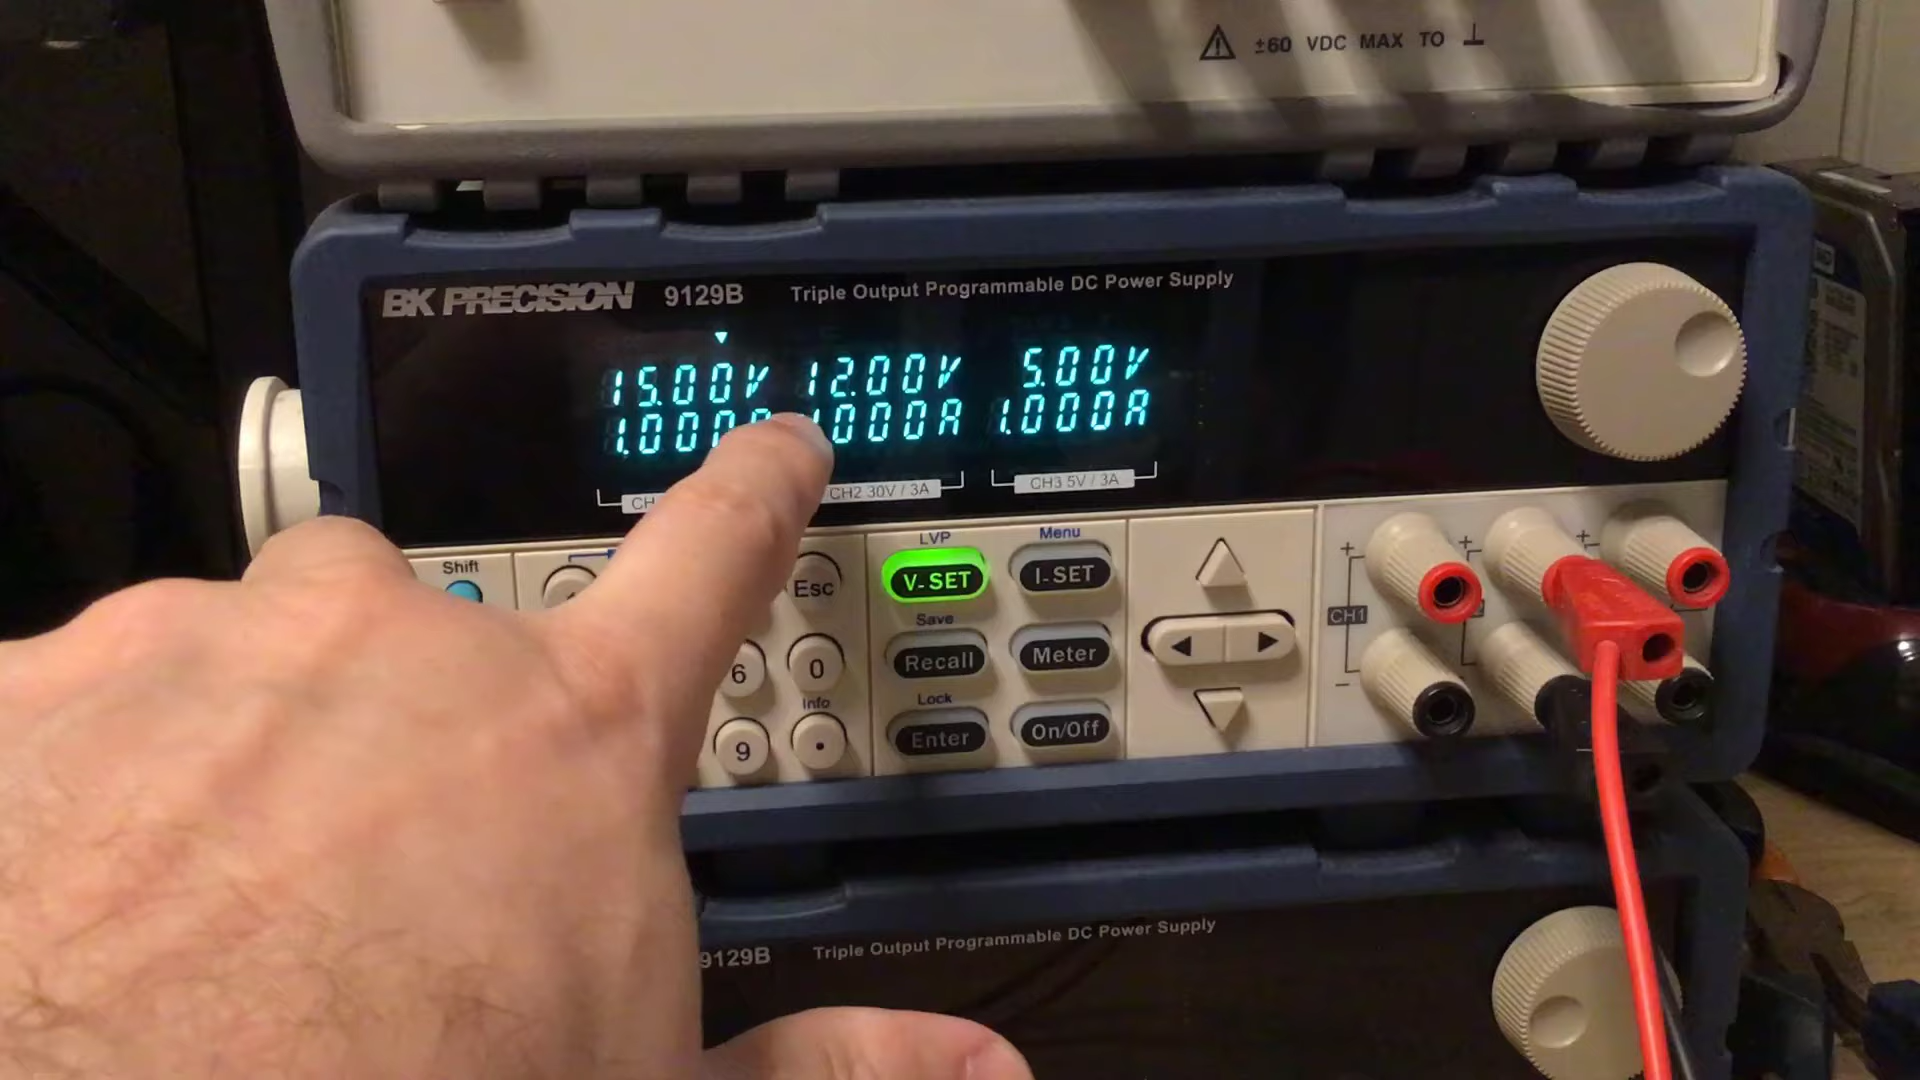 ±60 VDC MAX TO
BK PRECISION 9129B Triple Output Programmable DC Power Supply
15.00V 12.00V 5.00V
1.000A 1.000A
CH2 30V / 3A CH3 5V / 3A
Shift
LVP Menu
Esc V-SET I-SET
Save
6 0 Recall Meter
Info Lock
9 . Enter On/Off
+ + +
CH1
-
9129B Triple Output Programmable DC Power Supply